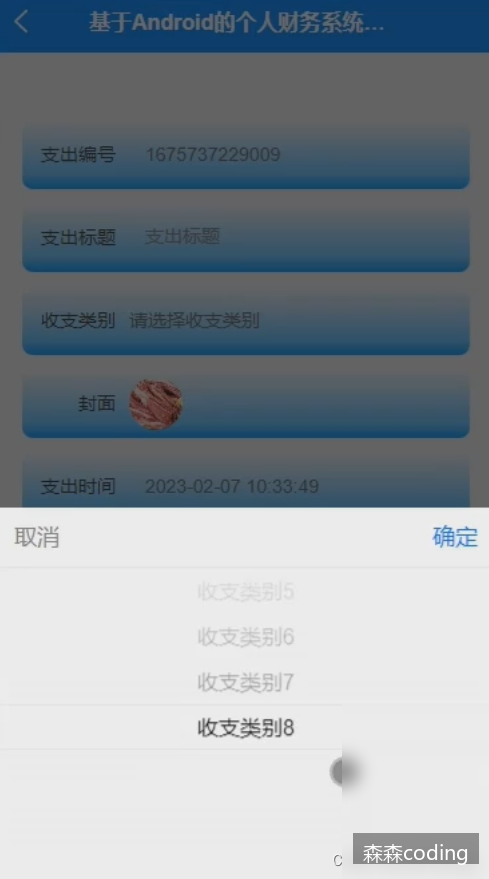 基于Android的个人财务系统...
支出编号 1675737229009
支出标题 支出标题
收支类别 请选择收支类别
封面
支出时间 2023-02-07 10:33:49
取消 确定
收支类别5
收支类别6
收支类别7
收支类别8
森森coding